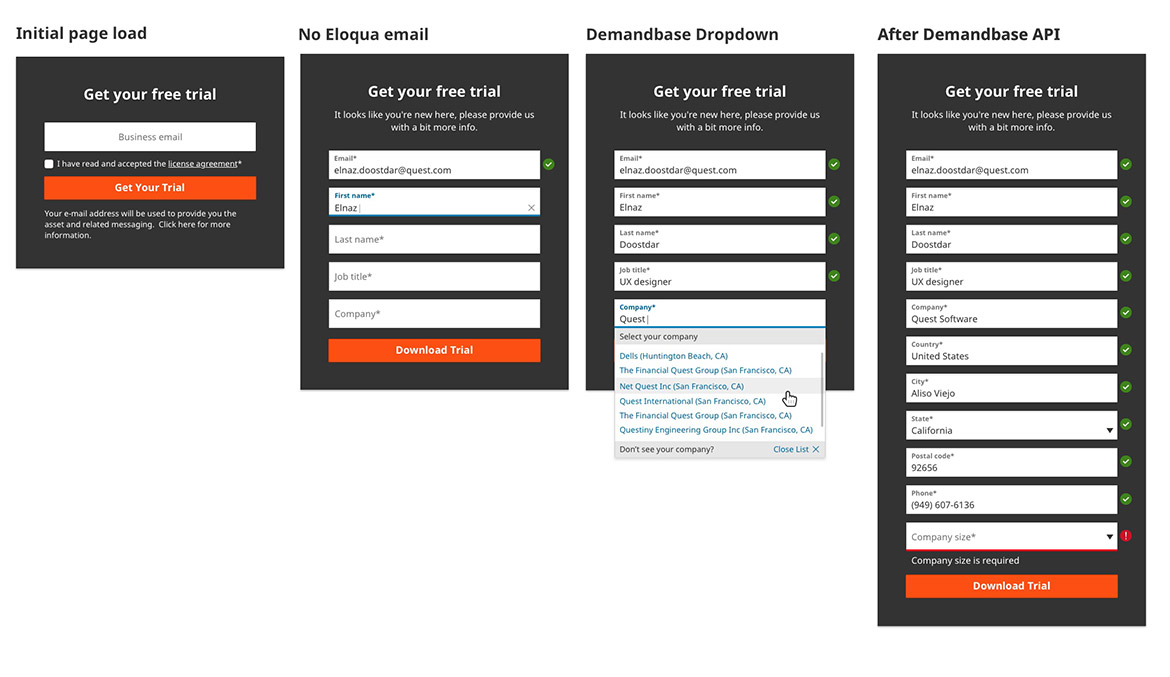 Initial page load
Get your free trial
Business email
I have read and accepted the license agreement*
Get Your Trial
Your e-mail address will be used to provide you the
asset and related messaging.  Click here for more
information.
No Eloqua email
Get your free trial
It looks like you're new here, please provide us
with a bit more info.
Email*
elnaz.doostdar@quest.com
First name*
Elnaz
Last name*
Job title*
Company*
Download Trial
Demandbase Dropdown
Get your free trial
It looks like you're new here, please provide us
with a bit more info.
Email*
elnaz.doostdar@quest.com
First name*
Elnaz
Last name*
Doostdar
Job title*
UX designer
Company*
Quest
Select your company
Dells (Huntington Beach, CA)
The Financial Quest Group (San Francisco, CA)
Net Quest Inc (San Francisco, CA)
Quest International (San Francisco, CA)
The Financial Quest Group (San Francisco, CA)
Questiny Engineering Group Inc (San Francisco, CA)
Don't see your company? Close List
After Demandbase API
Get your free trial
It looks like you're new here, please provide us
with a bit more info.
Email*
elnaz.doostdar@quest.com
First name*
Elnaz
Last name*
Doostdar
Job title*
UX designer
Company*
Quest Software
Country*
United States
City*
Aliso Viejo
State*
California
Postal code*
92656
Phone*
(949) 607-6136
Company size*
Company size is required
Download Trial